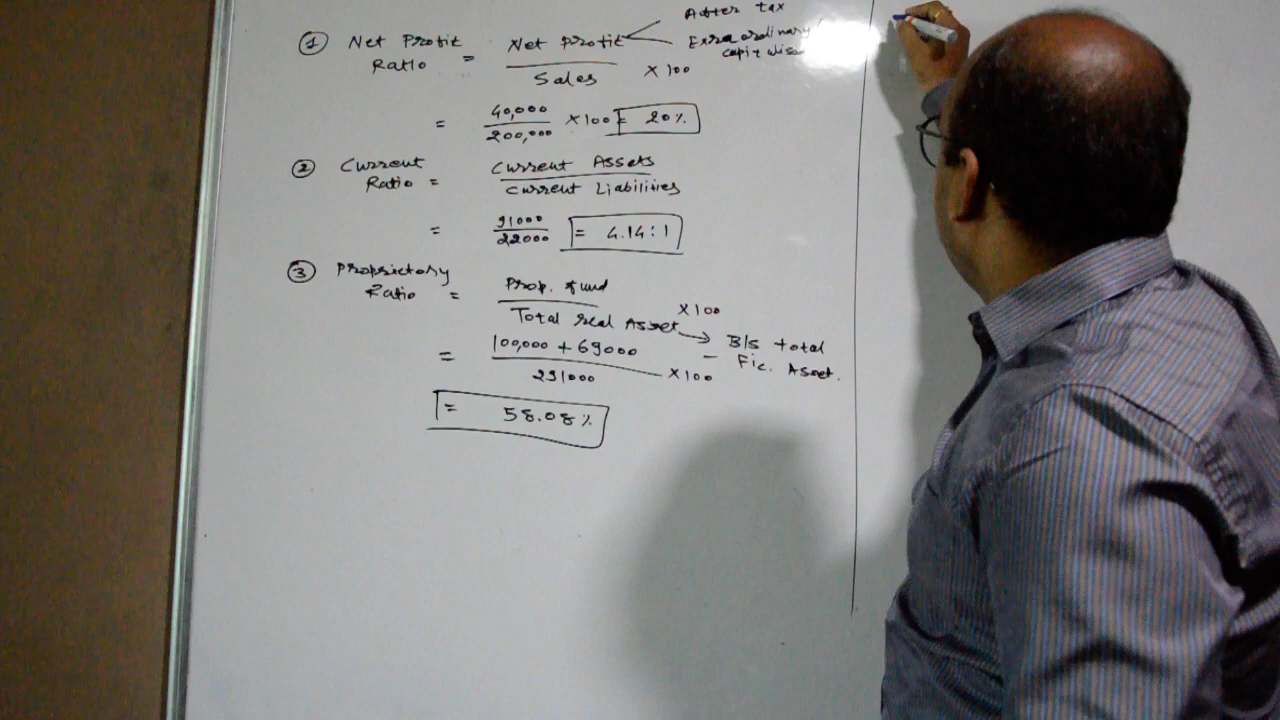 After tax
① Net Profit = Net Profit Exra ordinary
Ratio Sales × 100
= 40,000 × 100 = 20%
200,000
② Current Current Assets
Ratio = Current Liabilities
= 91000 = 4.14:1
22000
③ Proprietory Prop. fund × 100
Ratio = Total real Asset → B/s total
= 100,000 + 69000 - Fic. Asset.
291000 × 100
= 58.08%